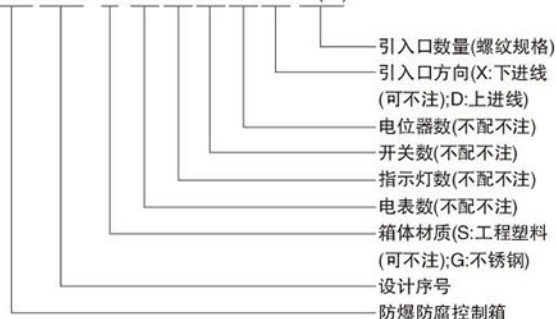 引入口数量(螺纹规格)
引入口方向(X:下进线
(可不注);D:上进线)
电位器数(不配不注)
开关数(不配不注)
指示灯数(不配不注)
电表数(不配不注)
箱体材质(S:工程塑料
(可不注);G:不锈钢)
设计序号
防爆防腐控制箱